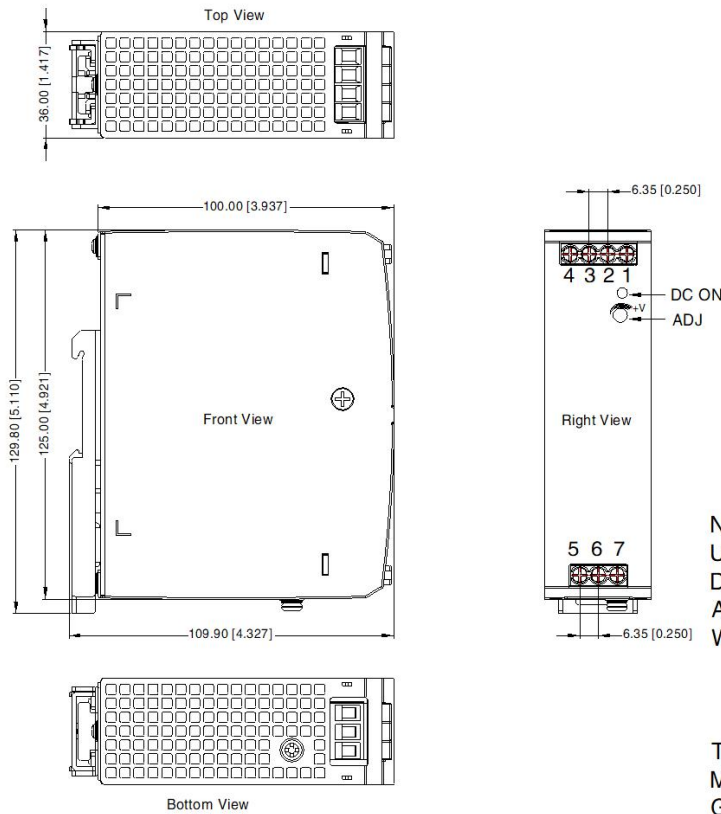 Top View
36.00 [1.417]
100.00 [3.937]
129.80 [5.110]
125.00 [4.921]
Front View
109.90 [4.327]
6.35 [0.250]
4 3 2 1
DC ON
+V
ADJ
Right View
5 6 7
6.35 [0.250]
N
U
D
A
W
T
M
G
Bottom View